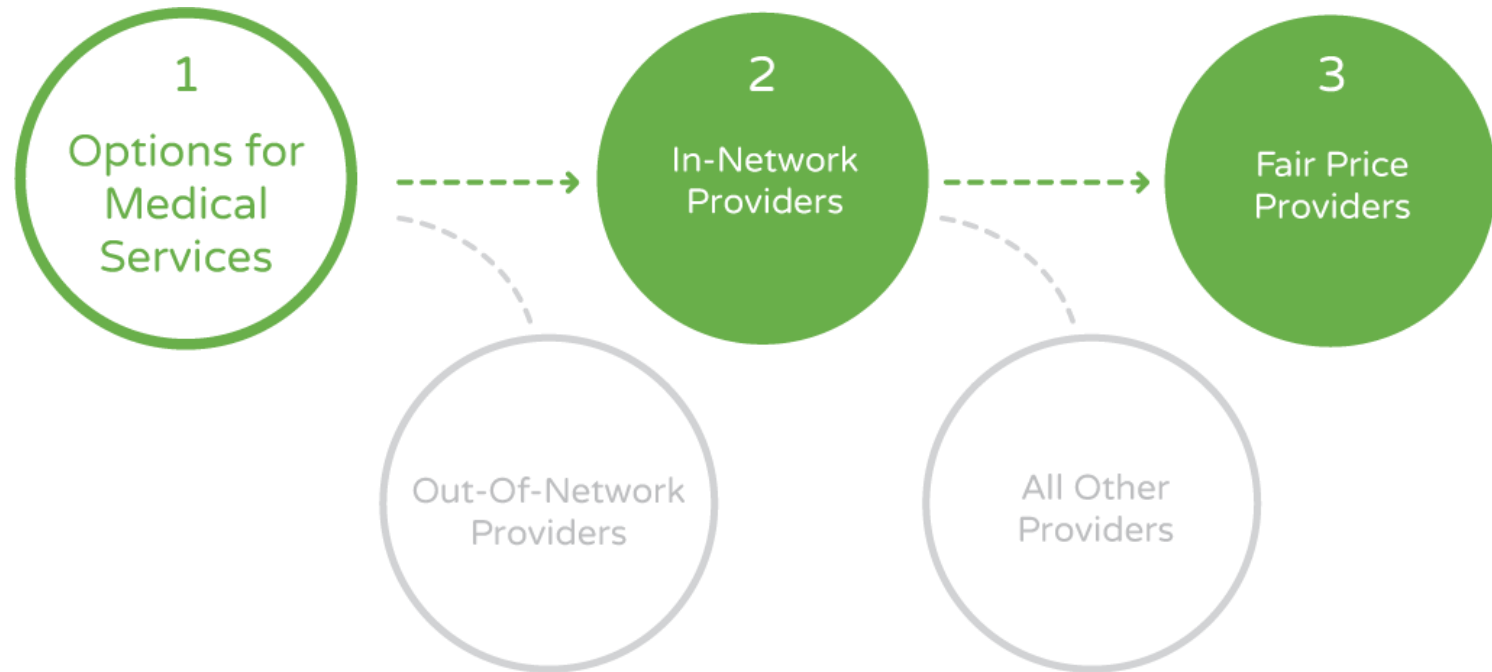 1
Options for
Medical
Services
2
In-Network
Providers
3
Fair Price
Providers
Out-Of-Network
Providers
All Other
Providers